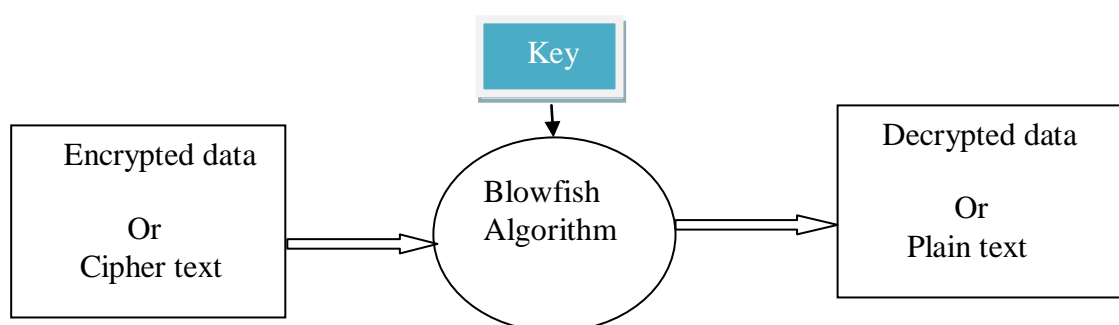 Key
Encrypted data
Or
Cipher text
Blowfish
Algorithm
Decrypted data
Or
Plain text